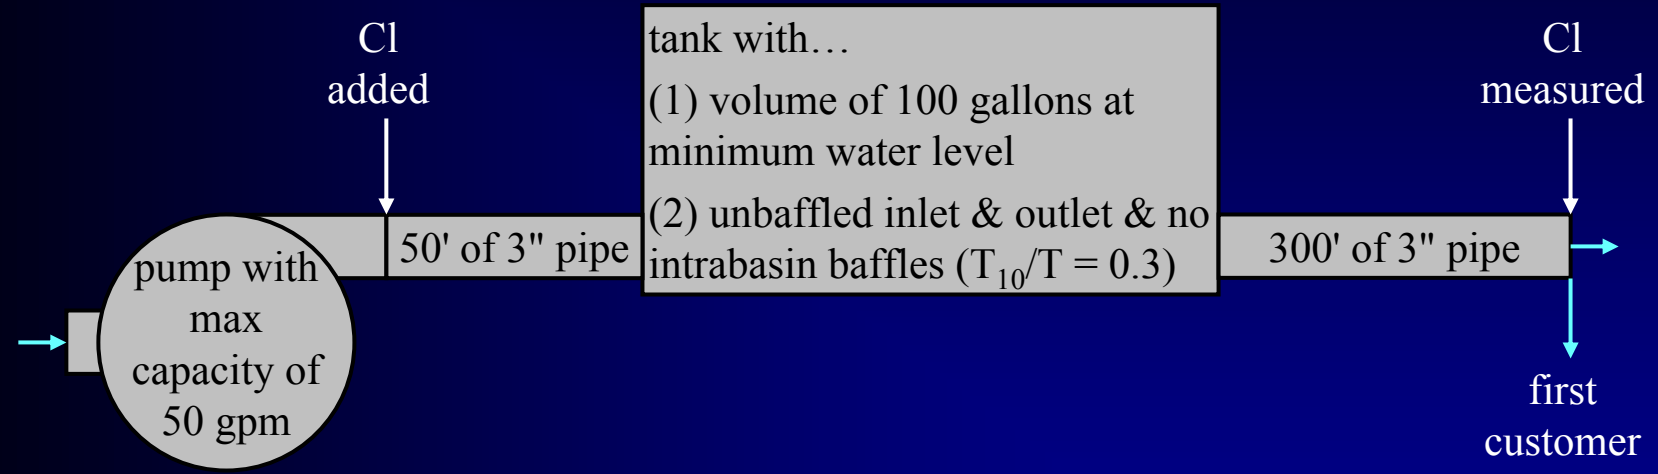 Cl
added
tank with…
(1) volume of 100 gallons at
minimum water level
(2) unbaffled inlet & outlet & no
intrabasin baffles (T₁₀/T = 0.3)
Cl
measured
50' of 3" pipe
300' of 3" pipe
pump with
max
capacity of
50 gpm
first
customer